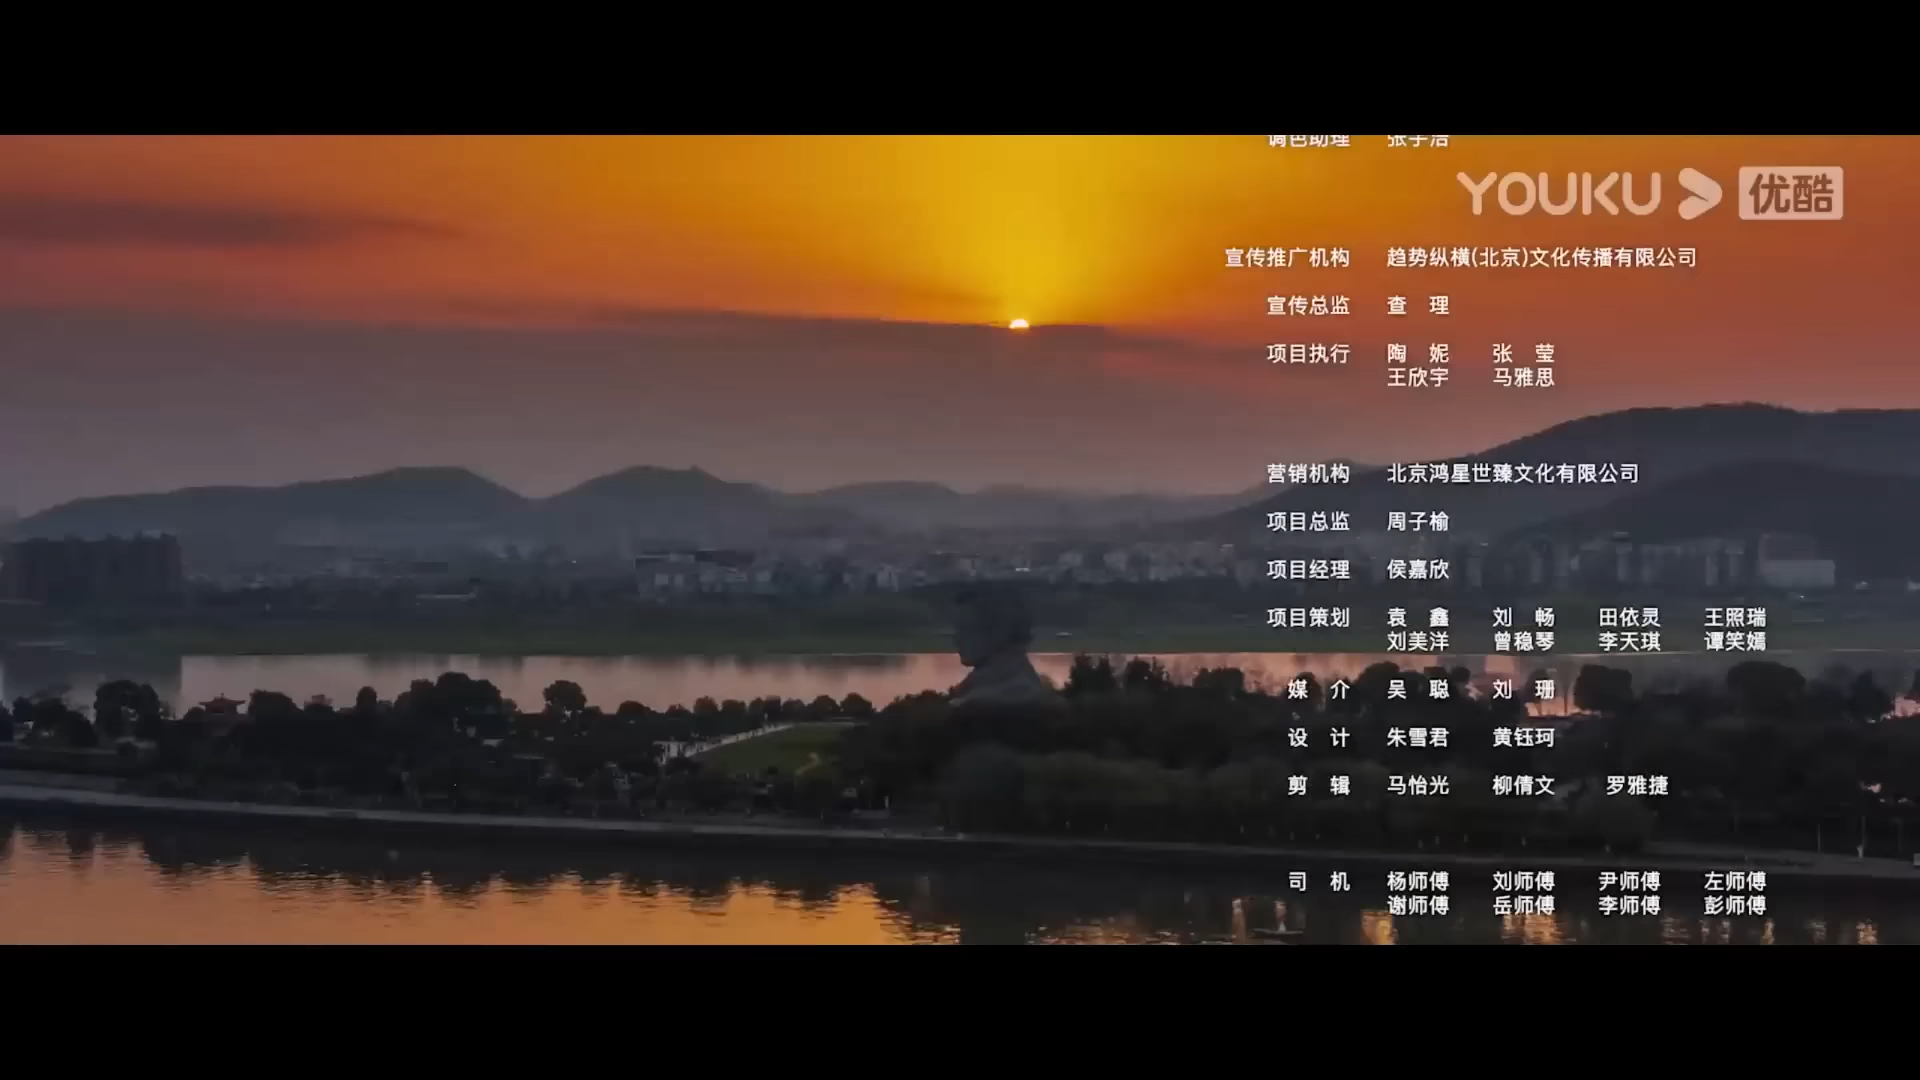 调色助理 张子洁
YOUKU 优酷
宣传推广机构 趋势纵横(北京)文化传播有限公司
宣传总监 查 理
项目执行 陶 妮 张 莹
王欣宇 马雅思
营销机构 北京鸿星世臻文化有限公司
项目总监 周子榆
项目经理 侯嘉欣
项目策划 袁 鑫 刘 畅 田依灵 王照瑞
刘美洋 曾稳琴 李天琪 谭笑嫣
媒 介 吴 聪 刘 珊
设 计 朱雪君 黄钰珂
剪 辑 马怡光 柳倩文 罗雅捷
司 机 杨师傅 刘师傅 尹师傅 左师傅
谢师傅 岳师傅 李师傅 彭师傅